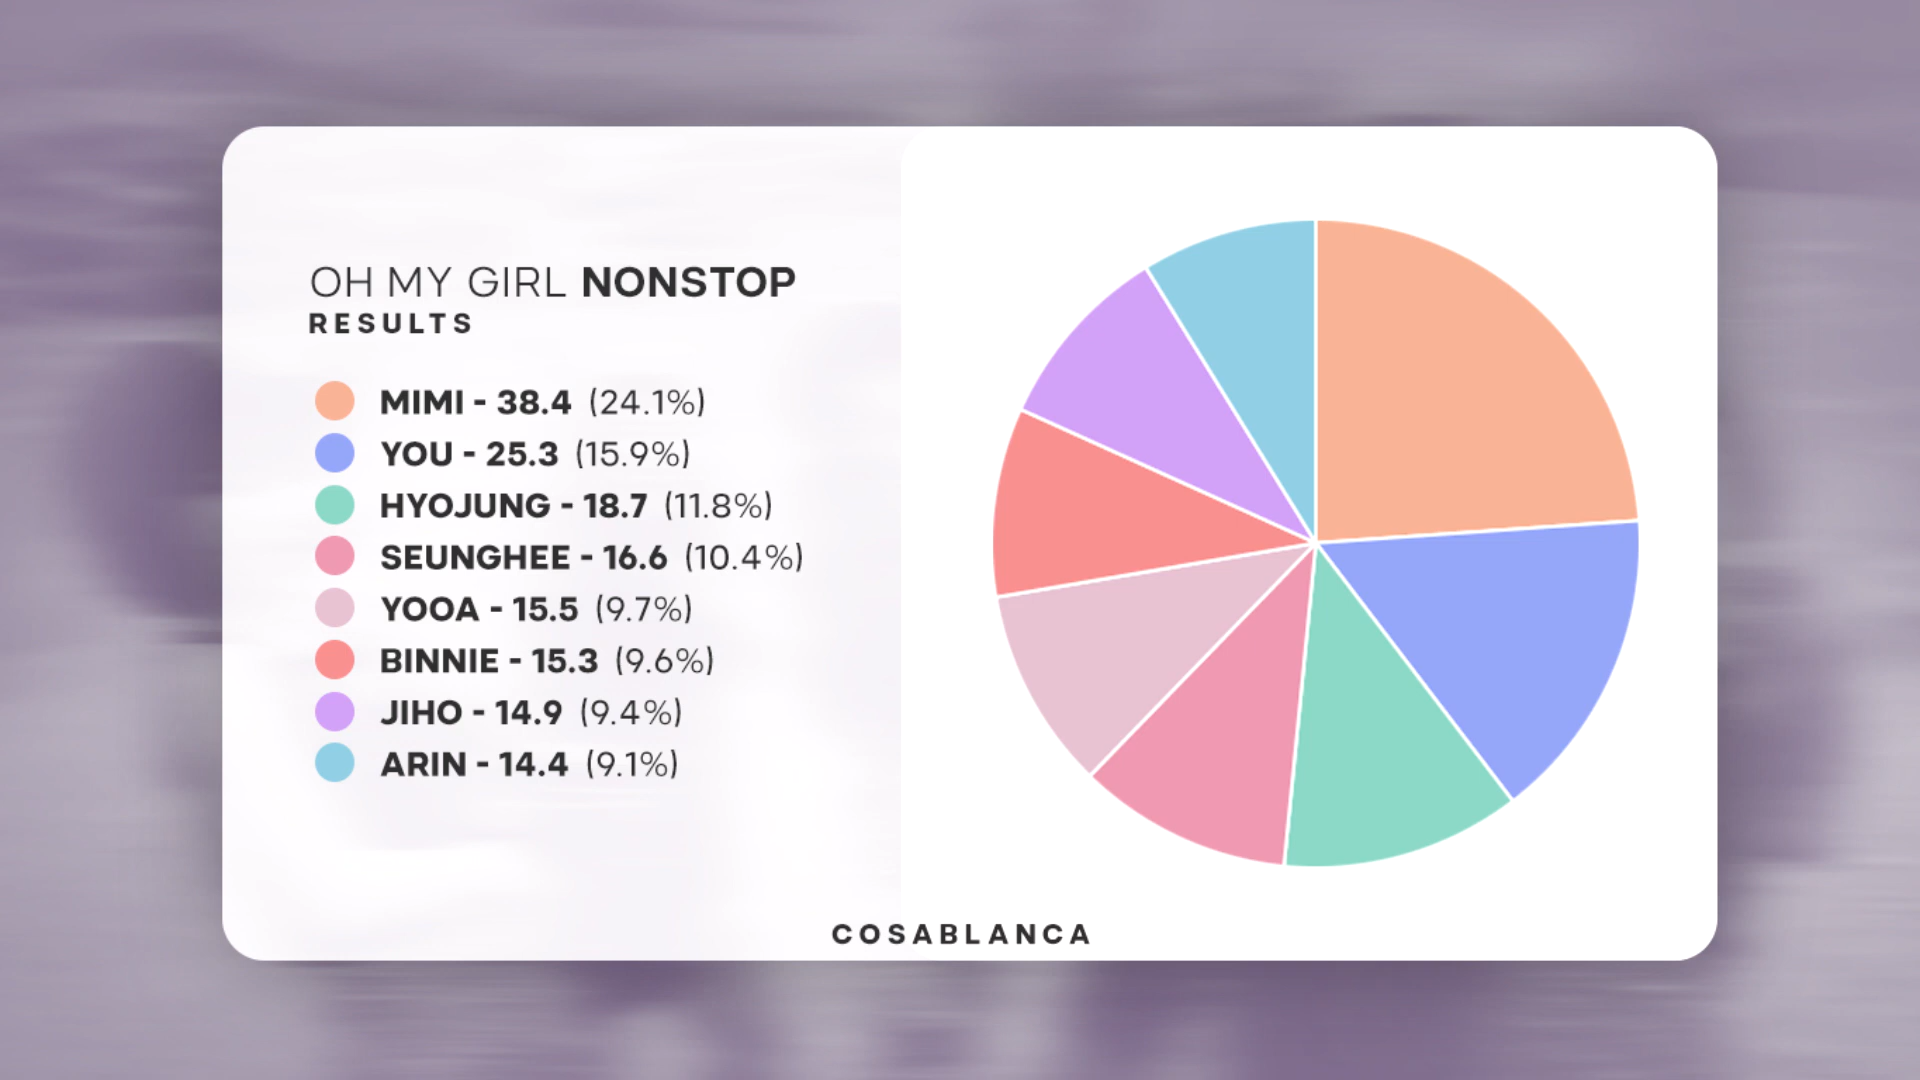 OH MY GIRL NONSTOP
RESULTS
MIMI - 38.4 (24.1%)
YOU - 25.3 (15.9%)
HYOJUNG - 18.7 (11.8%)
SEUNGHEE - 16.6 (10.4%)
YOOA - 15.5 (9.7%)
BINNIE - 15.3 (9.6%)
JIHO - 14.9 (9.4%)
ARIN - 14.4 (9.1%)
COSABLANCA